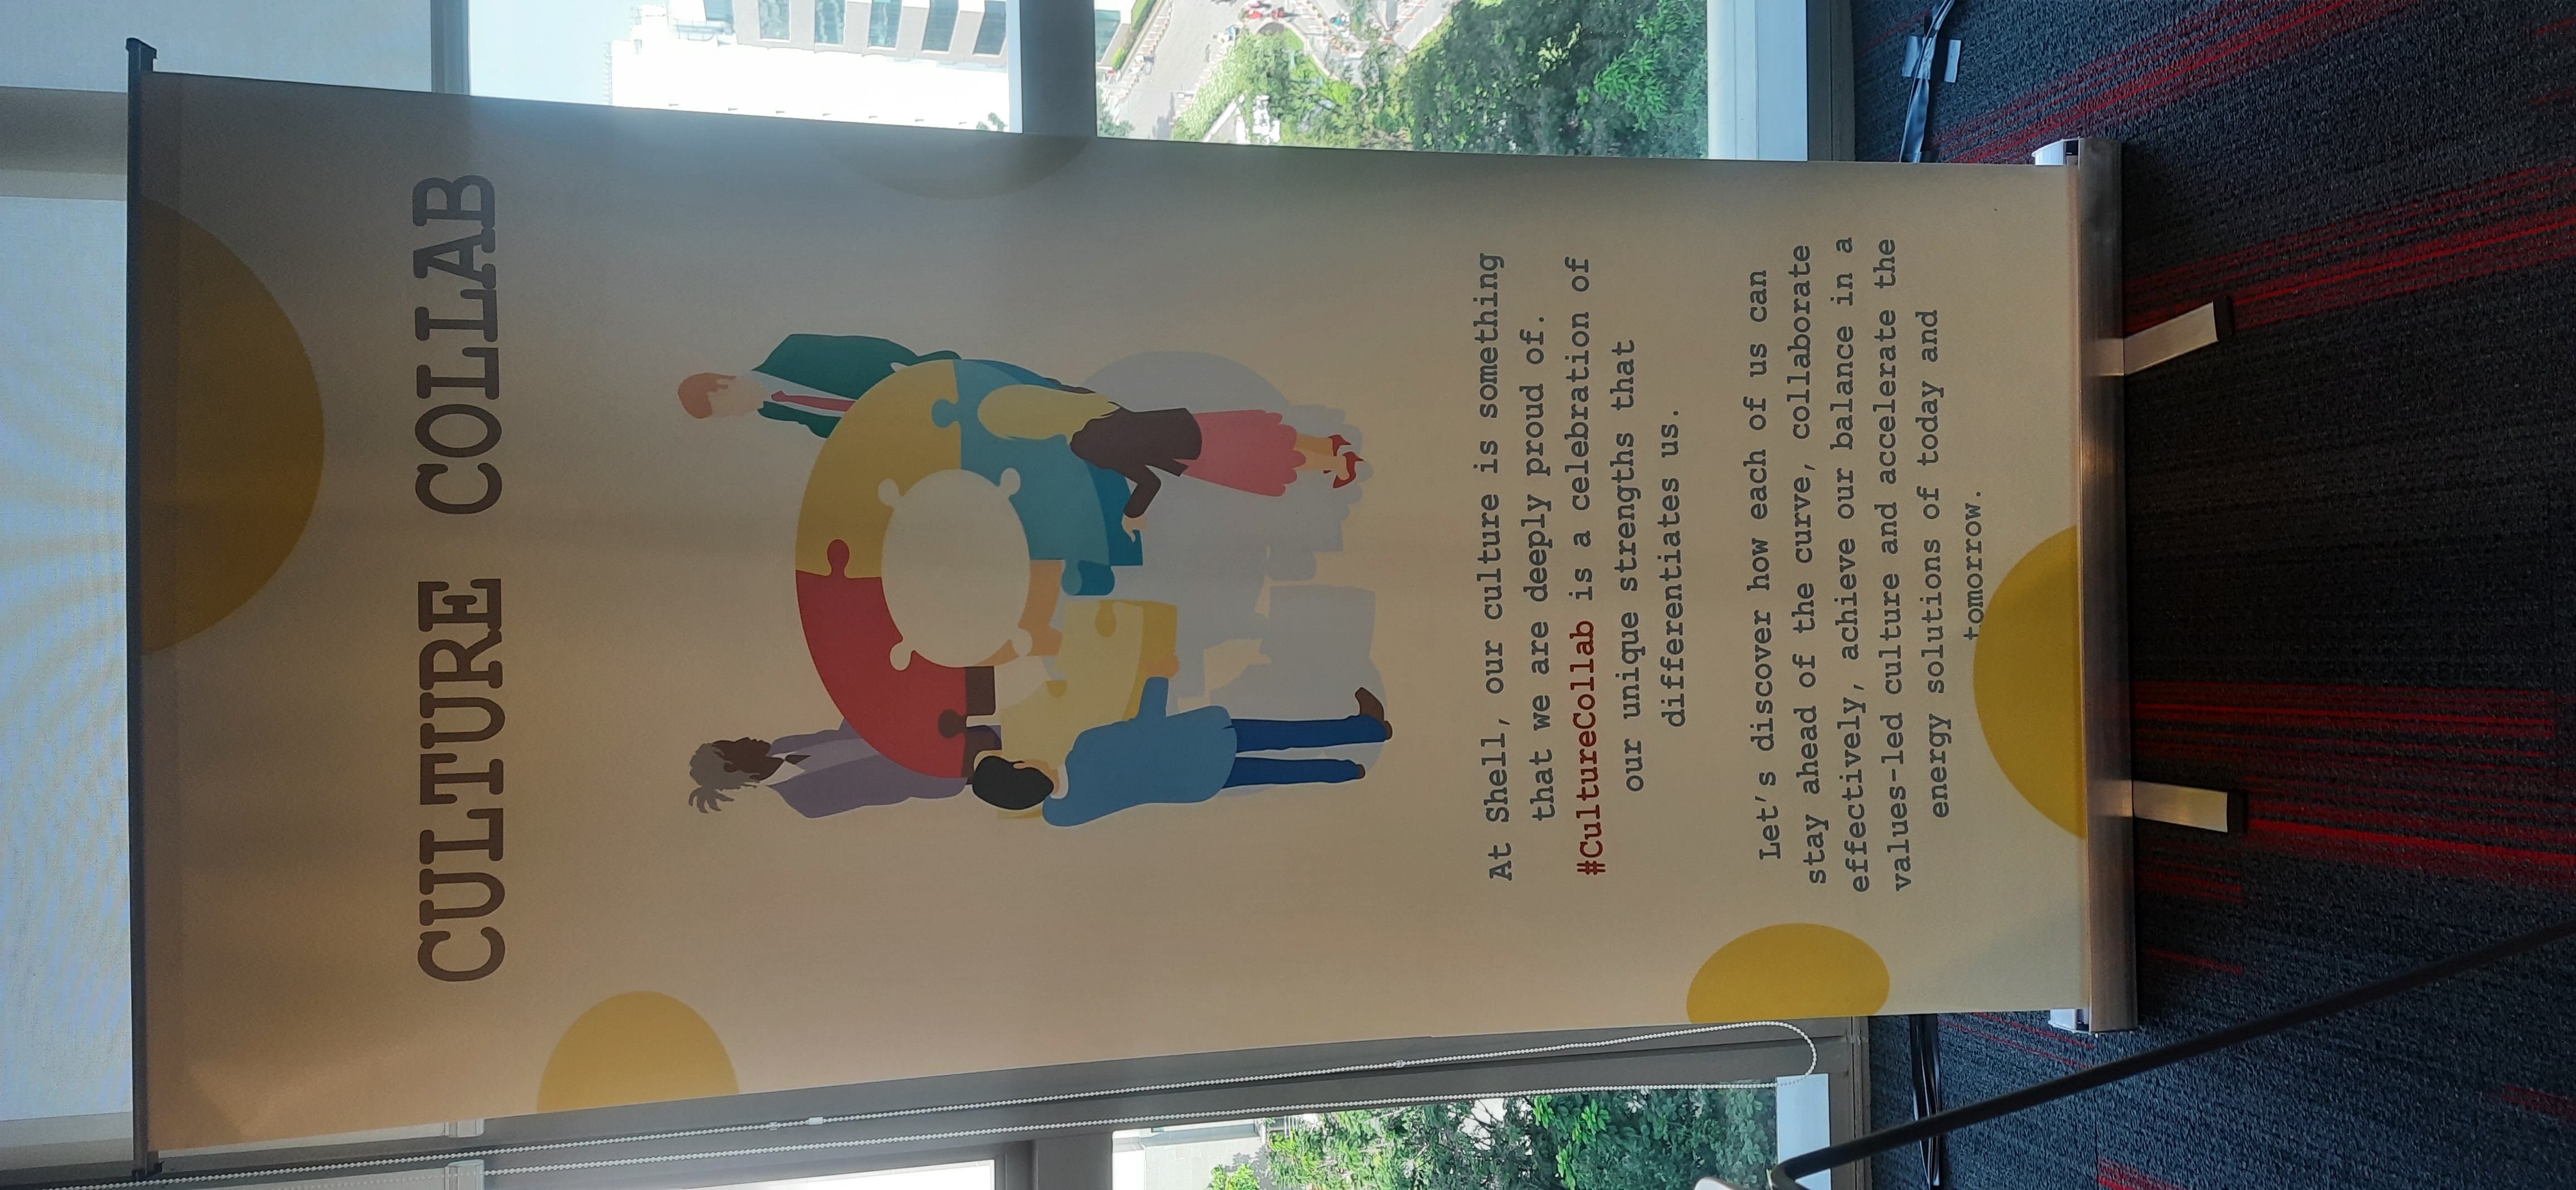 CULTURE COLLAB
At Shell, our culture is something
that we are deeply proud of.
#CultureCollab is a celebration of
our unique strengths that
differentiates us.
Let's discover how each of us can
stay ahead of the curve, collaborate
effectively, achieve our balance in a
values-led culture and accelerate the
energy solutions of today and
tomorrow.